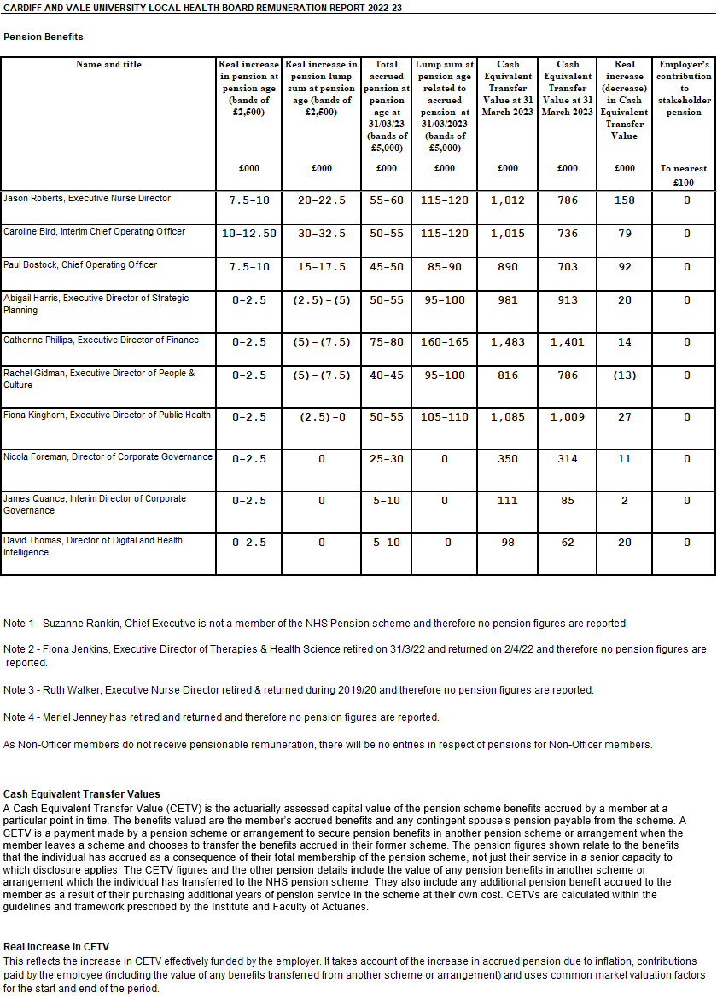 CARDIFF AND VALE UNIVERSITY LOCAL HEALTH BOARD REMUNERATION REPORT 2022-23
Pension Benefits
Name and title
Real increase in pension at pension age (bands of £2,500)
Real increase in pension lump sum at pension age (bands of £2,500)
Total accrued pension at pension age at 31/03/23 (bands of £5,000)
Lump sum at pension age related to accrued pension at 31/03/2023 (bands of £5,000)
Cash Equivalent Transfer Value at 31 March 2023
Cash Equivalent Transfer Value at 31 March 2023
Real increase (decrease) in Cash Equivalent Transfer Value
Employer's contribution to stakeholder pension
£000 £000 £000 £000 £000 £000 £000 To nearest £100
Jason Roberts, Executive Nurse Director 7.5-10 20-22.5 55-60 115-120 1,012 786 158 0
Caroline Bird, Interim Chief Operating Officer 10-12.50 30-32.5 50-55 115-120 1,015 736 79 0
Paul Bostock, Chief Operating Officer 7.5-10 15-17.5 45-50 85-90 890 703 92 0
Abigail Harris, Executive Director of Strategic Planning 0-2.5 (2.5)-(5) 50-55 95-100 981 913 20 0
Catherine Phillips, Executive Director of Finance 0-2.5 (5)-(7.5) 75-80 160-165 1,483 1,401 14 0
Rachel Gidman, Executive Director of People & Culture 0-2.5 (5)-(7.5) 40-45 95-100 816 786 (13) 0
Fiona Kinghorn, Executive Director of Public Health 0-2.5 (2.5)-0 50-55 105-110 1,085 1,009 27 0
Nicola Foreman, Director of Corporate Governance 0-2.5 0 25-30 0 350 314 11 0
James Quance, Interim Director of Corporate Governance 0-2.5 0 5-10 0 111 85 2 0
David Thomas, Director of Digital and Health Intelligence 0-2.5 0 5-10 0 98 62 20 0
Note 1 - Suzanne Rankin, Chief Executive is not a member of the NHS Pension scheme and therefore no pension figures are reported.
Note 2 - Fiona Jenkins, Executive Director of Therapies & Health Science retired on 31/3/22 and returned on 2/4/22 and therefore no pension figures are
reported.
Note 3 - Ruth Walker, Executive Nurse Director retired & returned during 2019/20 and therefore no pension figures are reported.
Note 4 - Meriel Jenney has retired and returned and therefore no pension figures are reported.
As Non-Officer members do not receive pensionable remuneration, there will be no entries in respect of pensions for Non-Officer members.
Cash Equivalent Transfer Values
A Cash Equivalent Transfer Value (CETV) is the actuarially assessed capital value of the pension scheme benefits accrued by a member at a
particular point in time. The benefits valued are the member's accrued benefits and any contingent spouse's pension payable from the scheme. A
CETV is a payment made by a pension scheme or arrangement to secure pension benefits in another pension scheme or arrangement when the
member leaves a scheme and chooses to transfer the benefits accrued in their former scheme. The pension figures shown relate to the benefits
that the individual has accrued as a consequence of their total membership of the pension scheme, not just their service in a senior capacity to
which disclosure applies. The CETV figures and the other pension details include the value of any pension benefits in another scheme or
arrangement which the individual has transferred to the NHS pension scheme. They also include any additional pension benefit accrued to the
member as a result of their purchasing additional years of pension service in the scheme at their own cost. CETVs are calculated within the
guidelines and framework prescribed by the Institute and Faculty of Actuaries.
Real Increase in CETV
This reflects the increase in CETV effectively funded by the employer. It takes account of the increase in accrued pension due to inflation, contributions
paid by the employee (including the value of any benefits transferred from another scheme or arrangement) and uses common market valuation factors
for the start and end of the period.